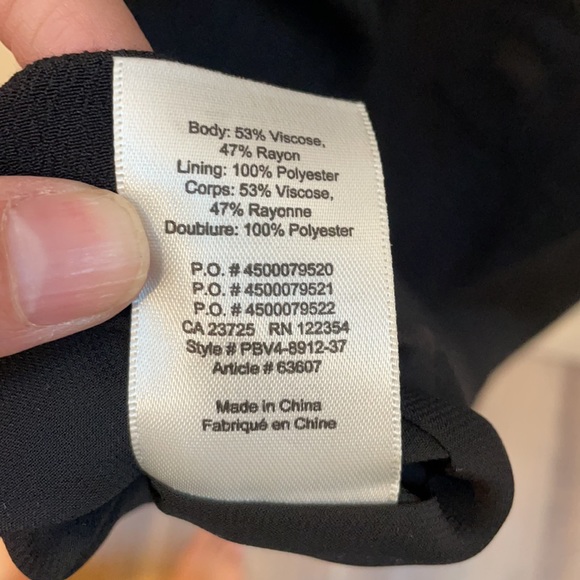 Body: 53% Viscose,
47% Rayon
Lining: 100% Polyester
Corps: 53% Viscose,
47% Rayonne
Doublure: 100% Polyester
P.O. # 4500079520
P.O. # 4500079521
P.O. # 4500079522
CA 23725 RN 122354
Style # PBV4-8912-37
Article # 63607
Made in China
Fabriqué en Chine